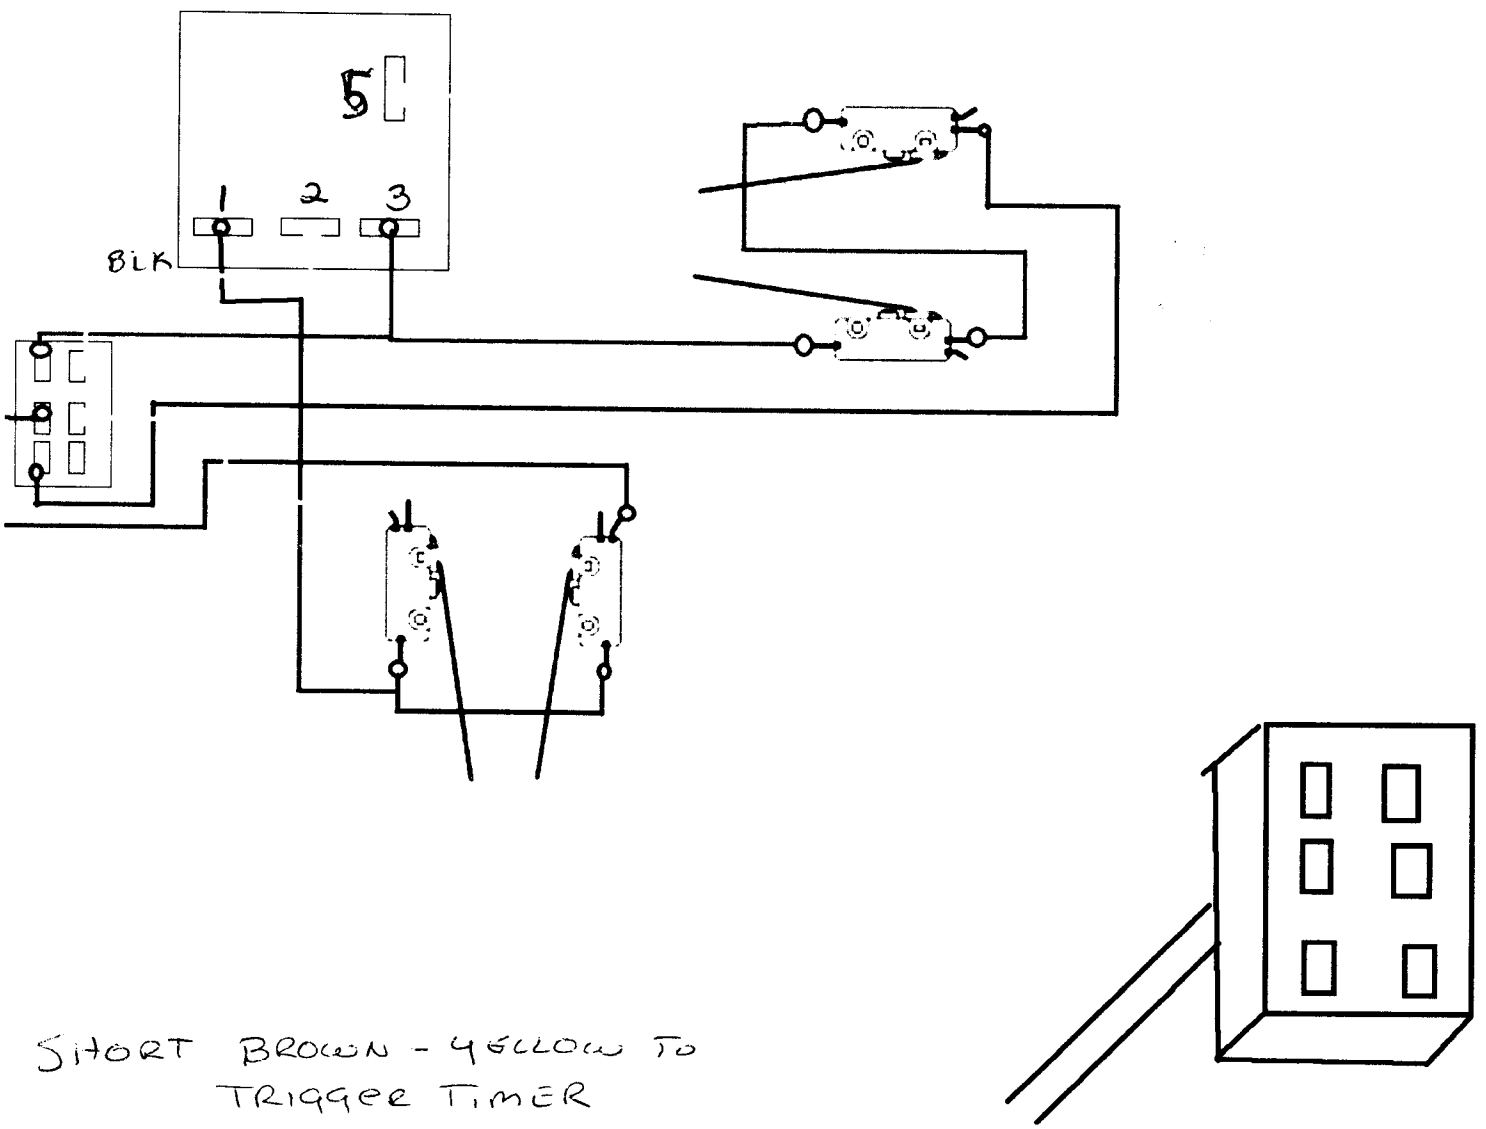 5
1 2 3
BLK
SHORT BROWN - YELLOW TO
TRIGGER TIMER